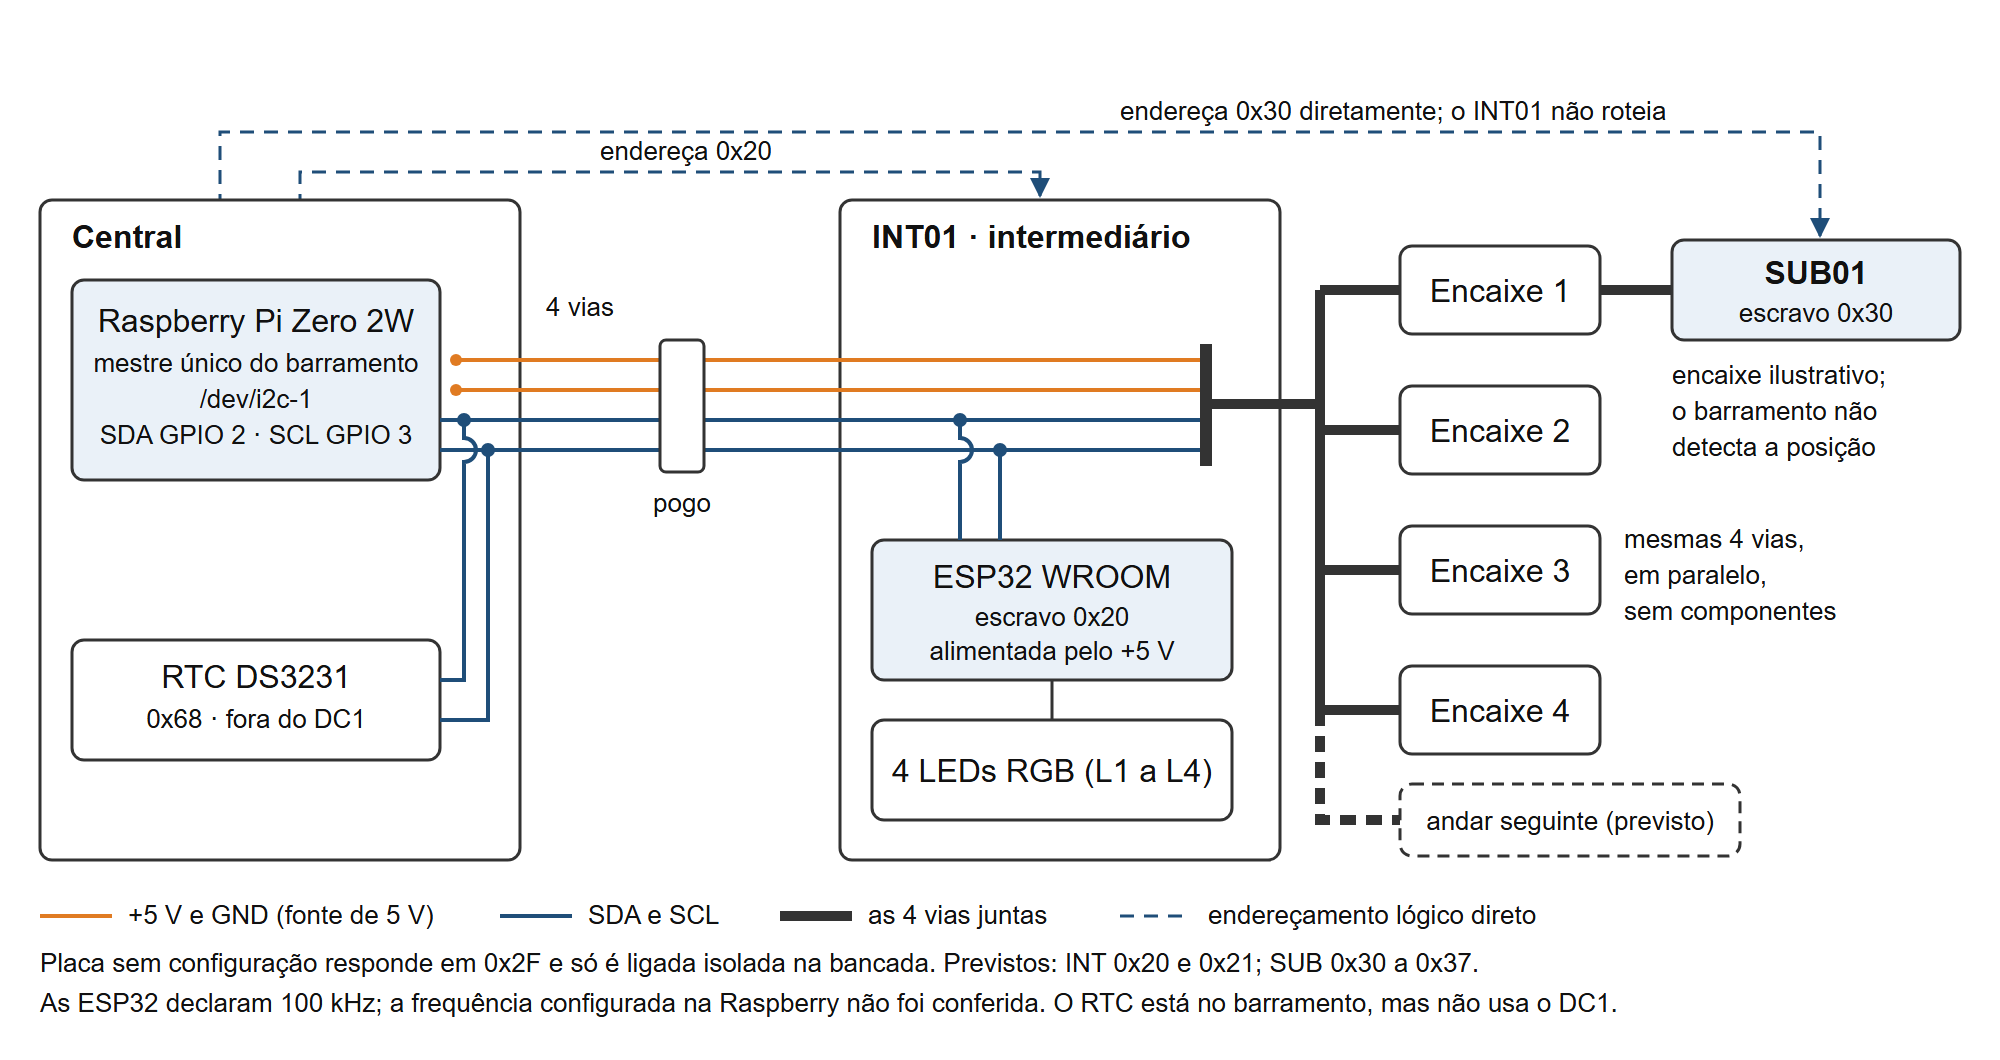 endereça 0x30 diretamente; o INT01 não roteia
endereça 0x20
Central
Raspberry Pi Zero 2W
mestre único do barramento
/dev/i2c-1
SDA GPIO 2 · SCL GPIO 3
RTC DS3231
0x68 · fora do DC1
4 vias
pogo
INT01 · intermediário
ESP32 WROOM
escravo 0x20
alimentada pelo +5 V
4 LEDs RGB (L1 a L4)
Encaixe 1
Encaixe 2
Encaixe 3
Encaixe 4
andar seguinte (previsto)
SUB01
escravo 0x30
encaixe ilustrativo;
o barramento não
detecta a posição
mesmas 4 vias,
em paralelo,
sem componentes
+5 V e GND (fonte de 5 V)
SDA e SCL
as 4 vias juntas
endereçamento lógico direto
Placa sem configuração responde em 0x2F e só é ligada isolada na bancada. Previstos: INT 0x20 e 0x21; SUB 0x30 a 0x37.
As ESP32 declaram 100 kHz; a frequência configurada na Raspberry não foi conferida. O RTC está no barramento, mas não usa o DC1.